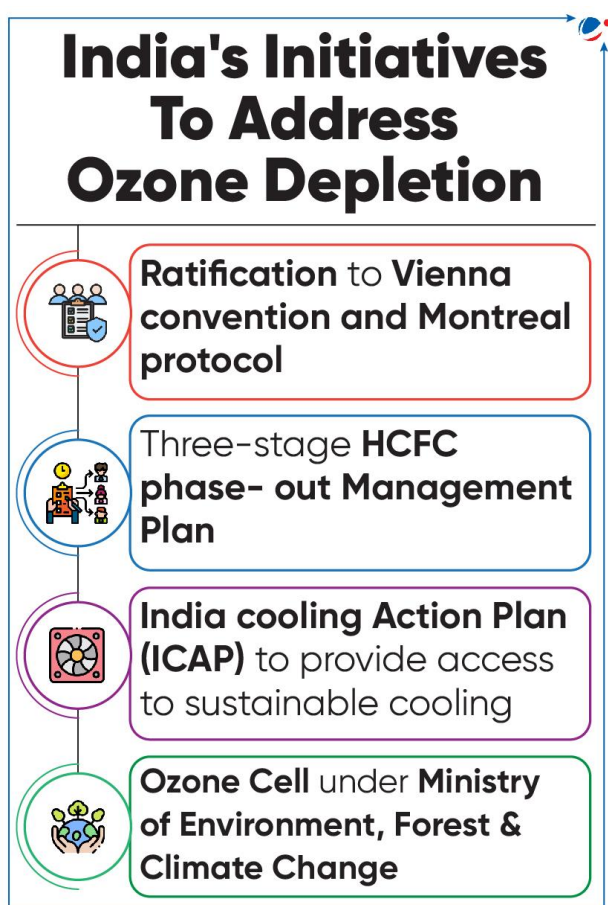 India's Initiatives
To Address
Ozone Depletion
Ratification to Vienna
convention and Montreal
protocol
Three-stage HCFC
phase- out Management
Plan
India cooling Action Plan
(ICAP) to provide access
to sustainable cooling
Ozone Cell under Ministry
of Environment, Forest &
Climate Change